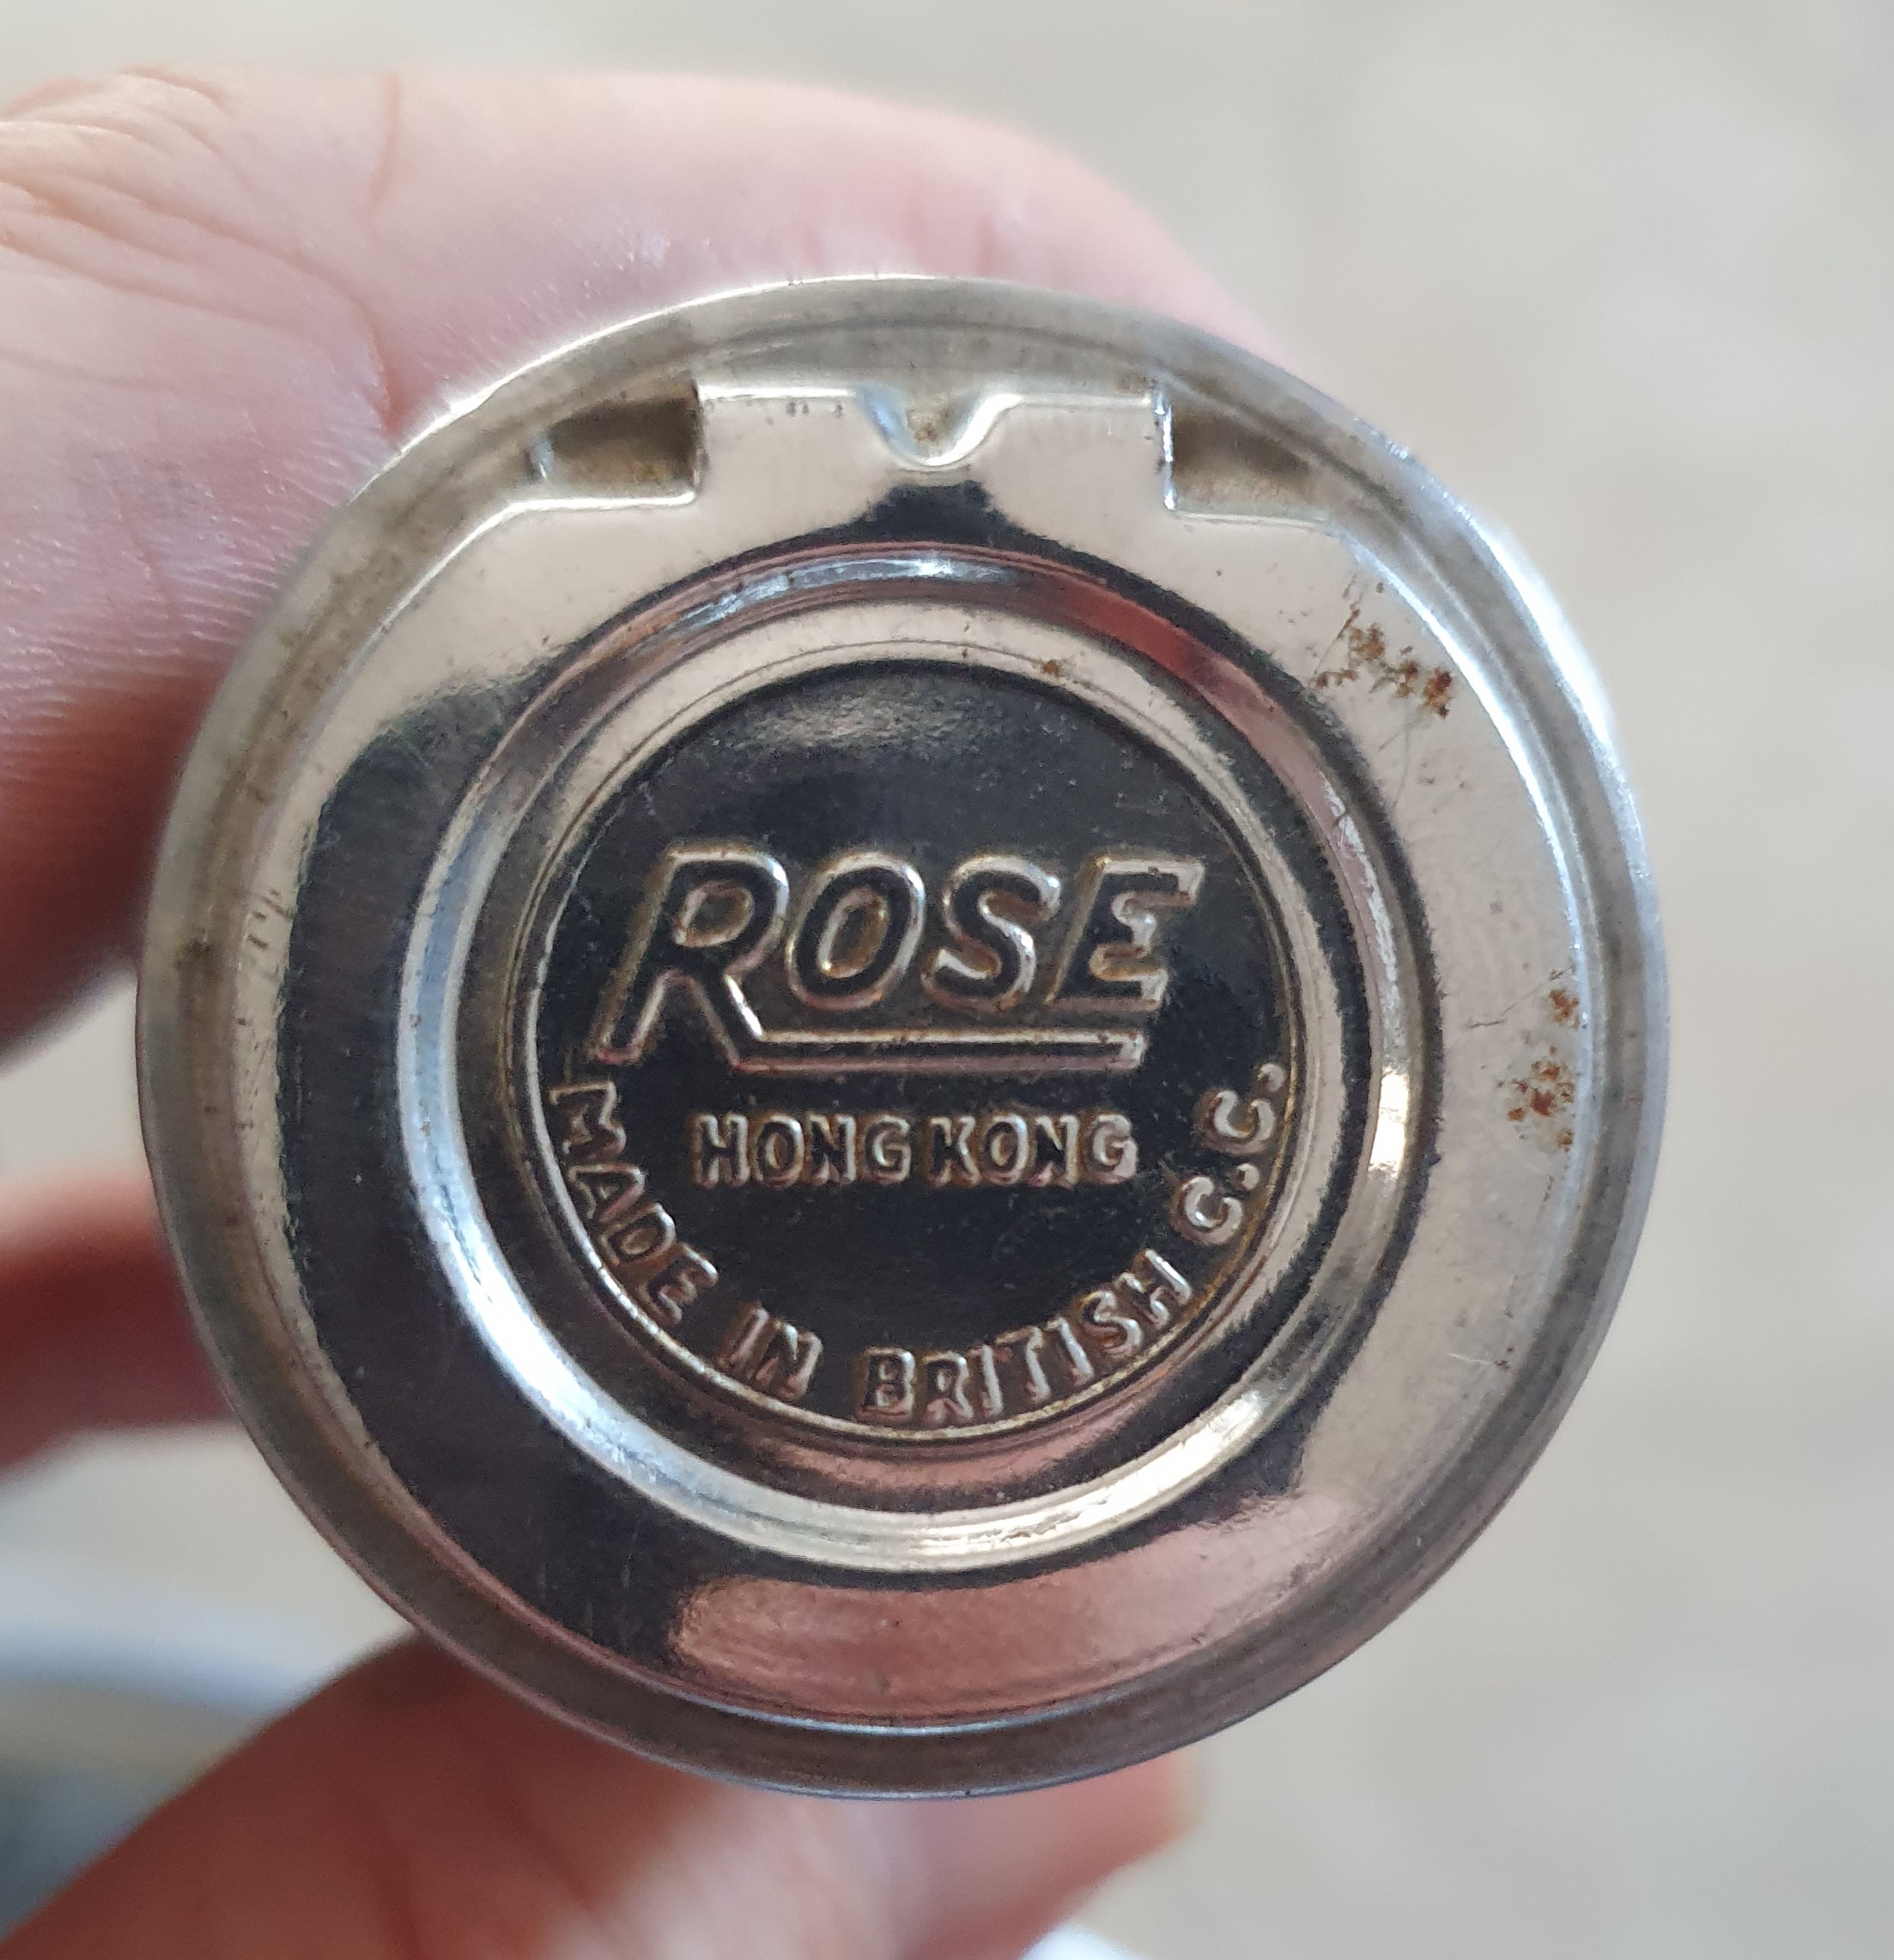 ROSE
HONG KONG
MADE IN BRITISH C.C.